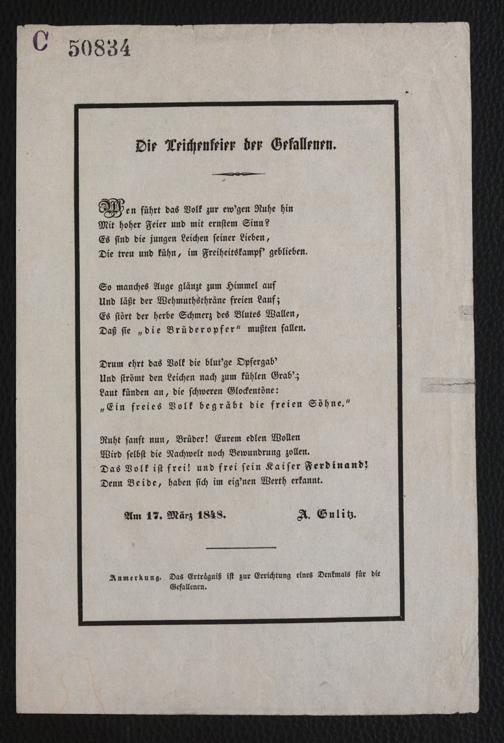 C 50834
Die Leichenfeier der Gefallenen.
Wen führt das Volk zur ew'gen Ruhe hin
Mit hoher Feier und mit ernstem Sinn?
Es sind die jungen Leichen seiner Lieben,
Die treu und kühn, im Freiheitskampf' geblieben.
So manches Auge glänzt zum Himmel auf
Und läßt der Wehmuthsthräne freien Lauf;
Es stört der herbe Schmerz des Blutes Wallen,
Daß sie „die Brüderopfer“ mußten fallen.
Drum ehrt das Volk die blut'ge Opfergab'
Und strömt den Leichen nach zum kühlen Grab';
Laut künden an, die schweren Glockentöne:
„Ein freies Volk begräbt die freien Söhne.“
Ruht sanft nun, Brüder! Eurem edlen Wollen
Wird selbst die Nachwelt noch Bewundrung zollen.
Das Volk ist frei! und frei sein Kaiser Ferdinand!
Denn Beide, haben sich im eig'nen Werth erkannt.
Am 17. März 1848. A. Gulitz.
Anmerkung. Das Erträgniß ist zur Errichtung eines Denkmals für die
Gefallenen.